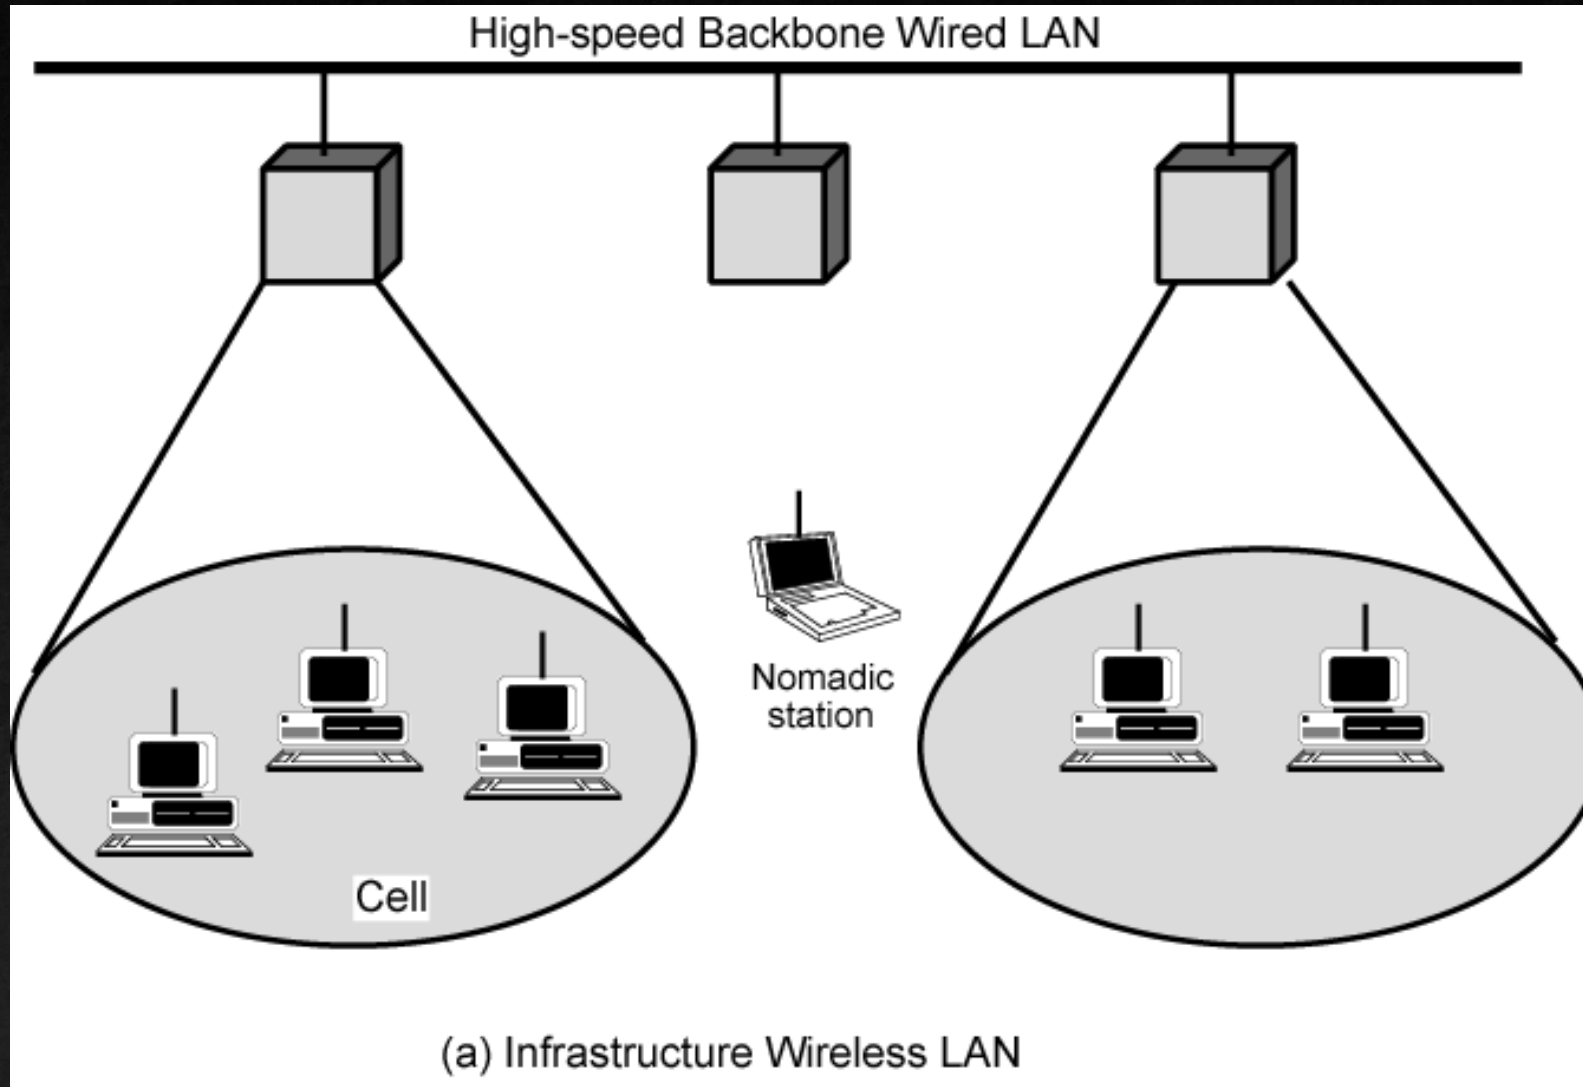 High-speed Backbone Wired LAN
Nomadic
station
Cell
(a) Infrastructure Wireless LAN